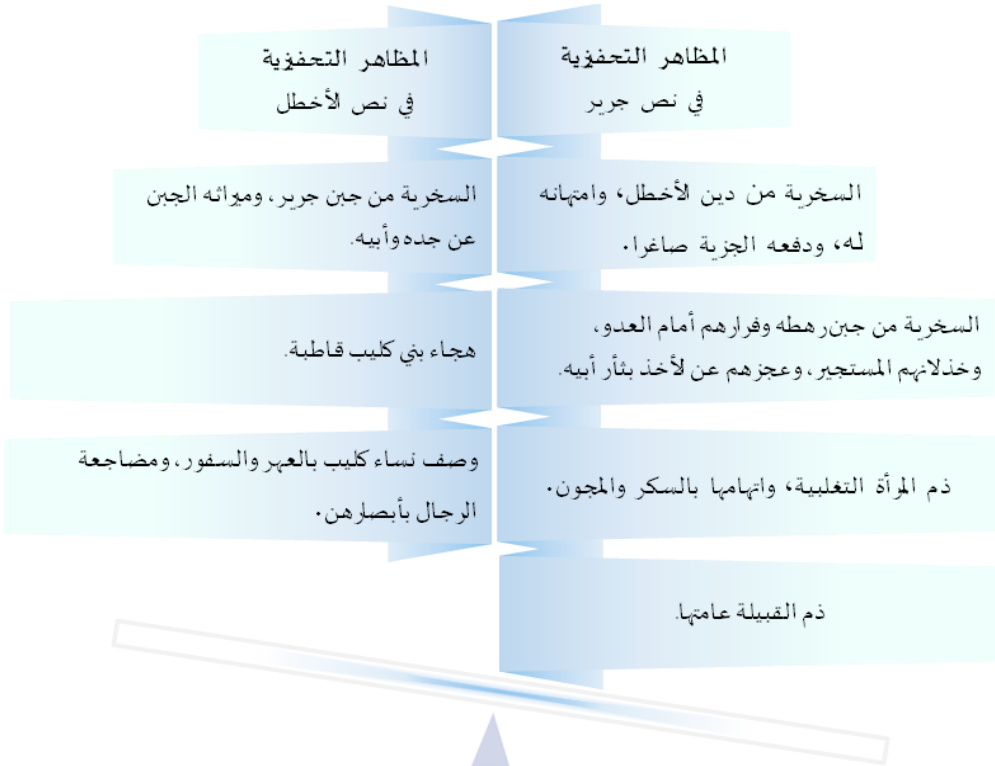 المظاهر التحفيزية
في نص جرير
المظاهر التحفيزية
في نص الأخطل
السخرية من دين الأخطل، وامتهانه
له، ودفعه الجزية صاغرا.
السخرية من جبن جرير، وميراثه الجبن
عن جده وأبيه.
السخرية من جبن رهطه وفرارهم أمام العدو،
وخذلانهم المستجير، وعجزهم عن لأخذ بثأر أبيه.
هجاء بني كليب قاطبة.
ذم المرأة التغلبية، واتهامها بالسكر والمجون.
وصف نساء كليب بالعهر والسفور، ومضاجعة
الرجال بأبصارهن.
ذم القبيلة عامتها.